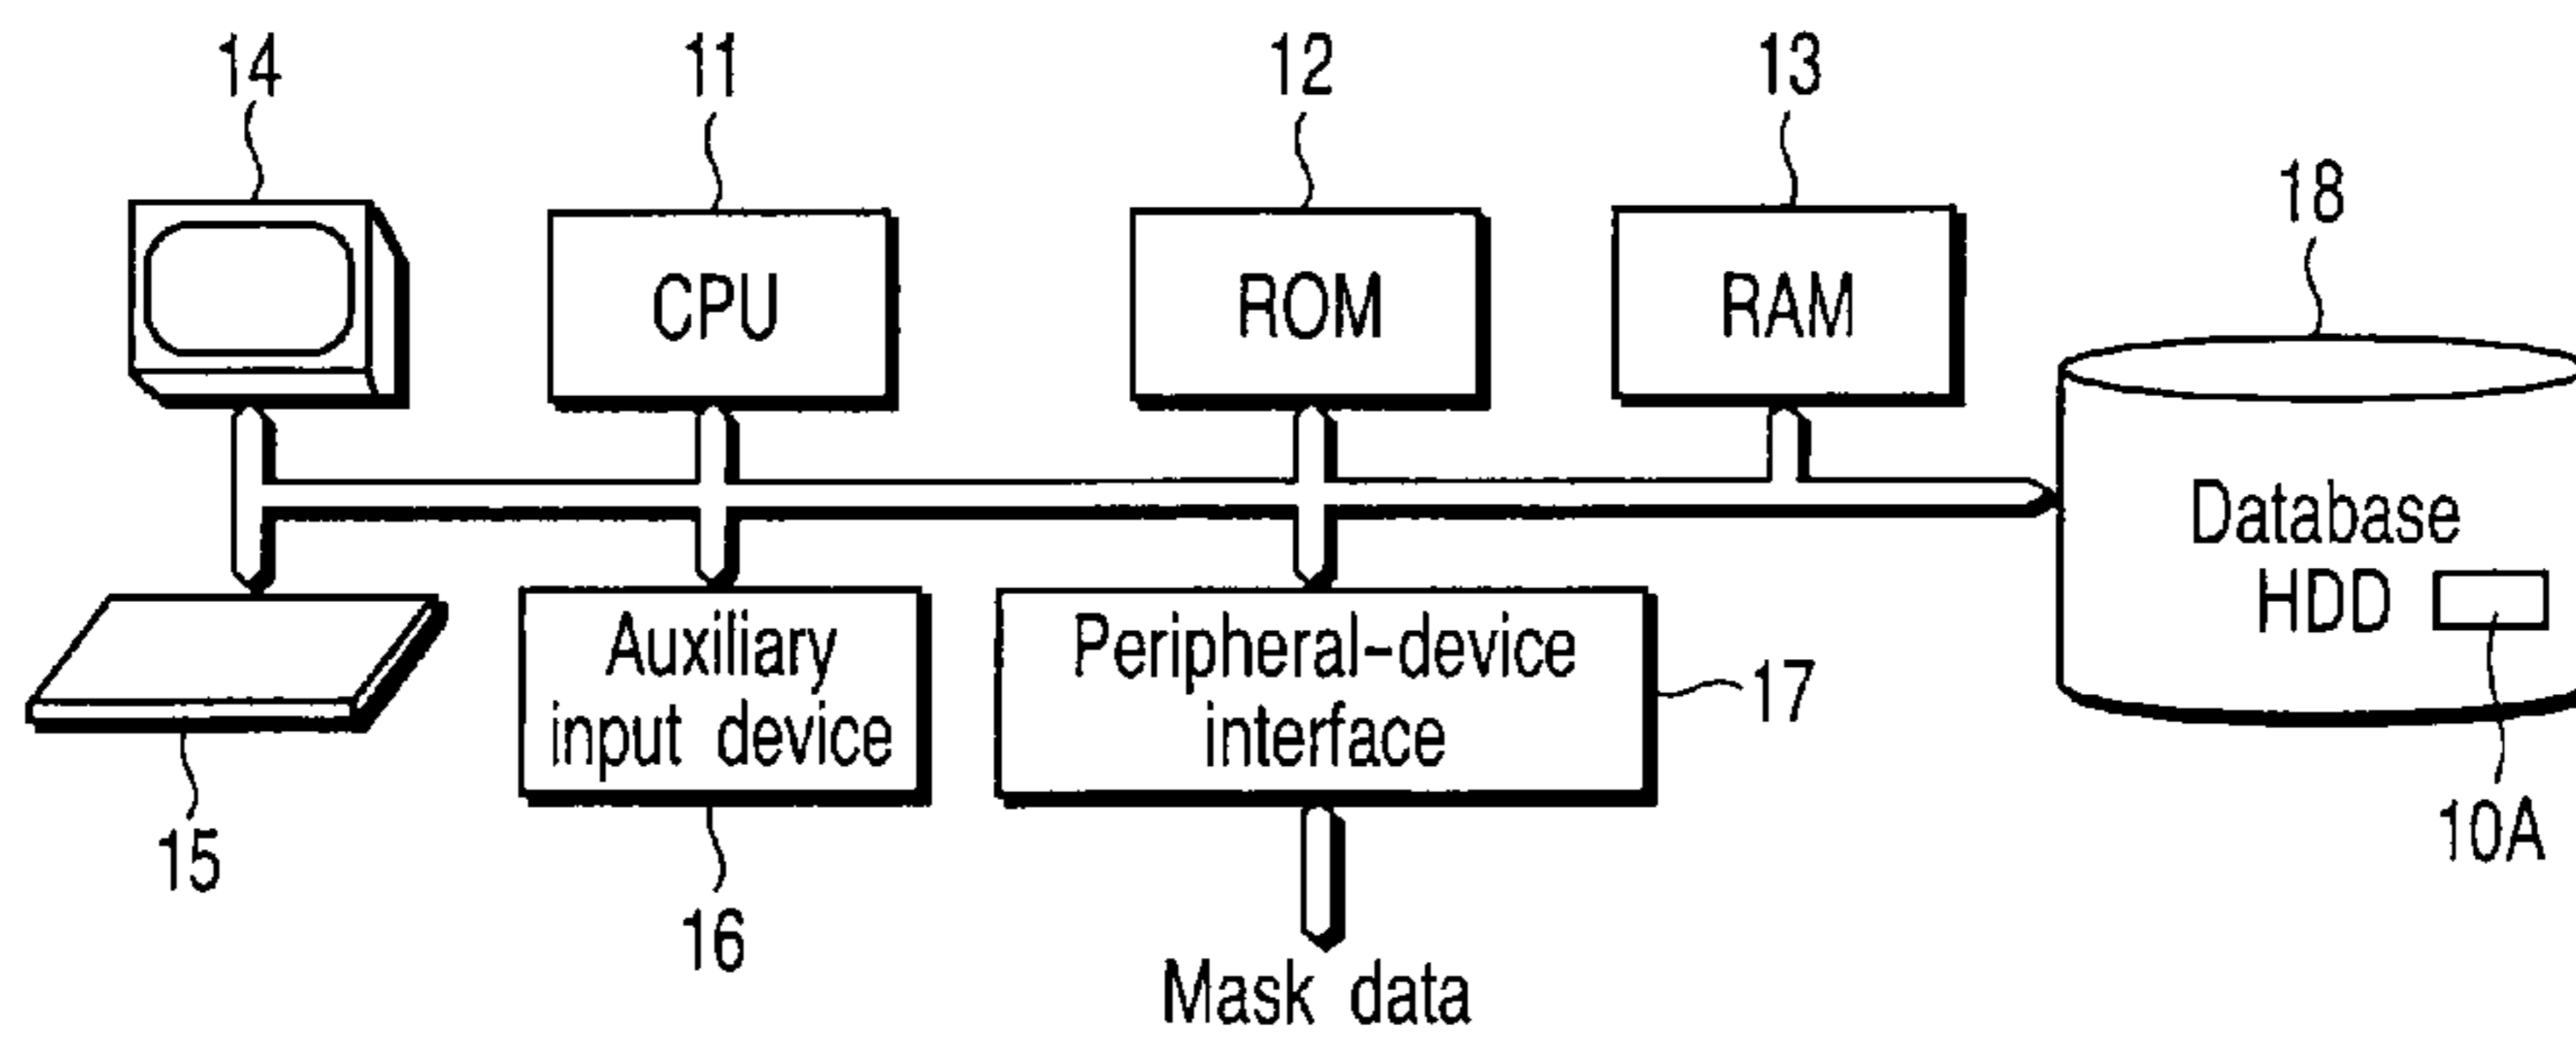 14
11
12
13
18
CPU
ROM
RAM
Database
HDD
Auxiliary
input device
Peripheral-device
interface
17
10A
15
16
Mask data